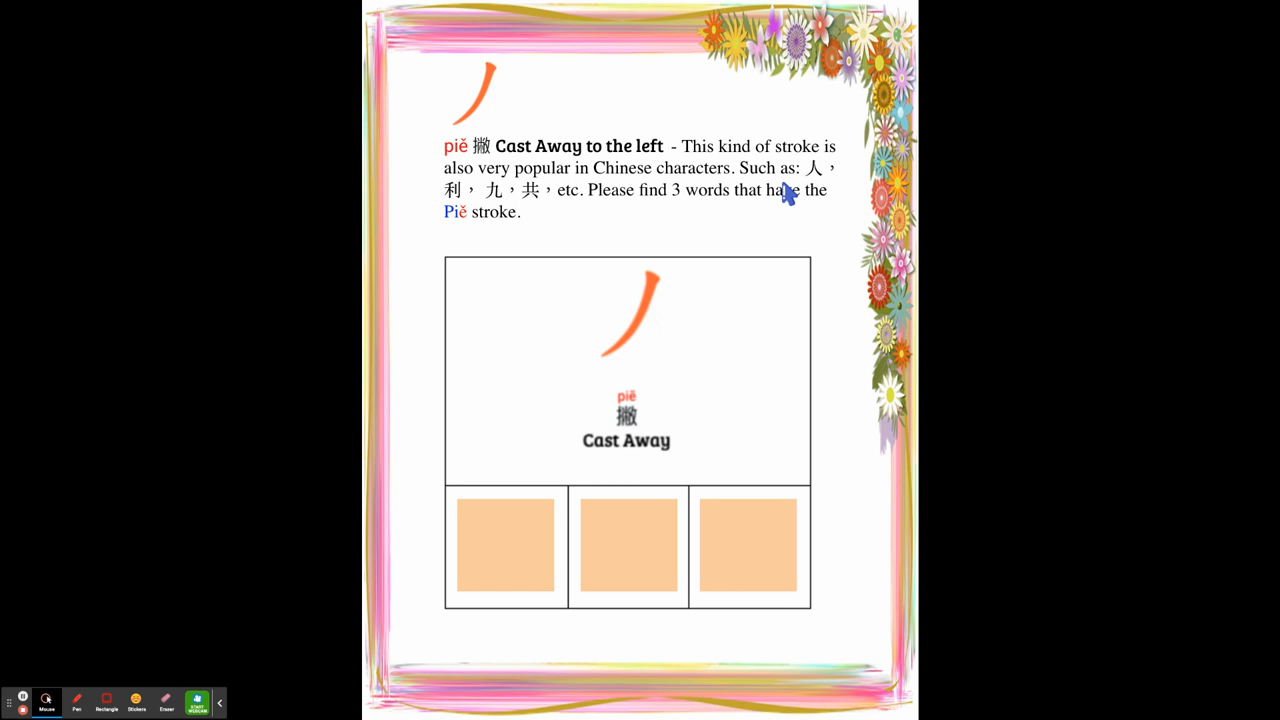 piě 撇 Cast Away to the left - This kind of stroke is
also very popular in Chinese characters. Such as: 人，
利， 九，共，etc. Please find 3 words that have the
Piě stroke.
piě
撇
Cast Away
Mouse
Pen
Rectangle
Stickers
Eraser
START WEBCAM